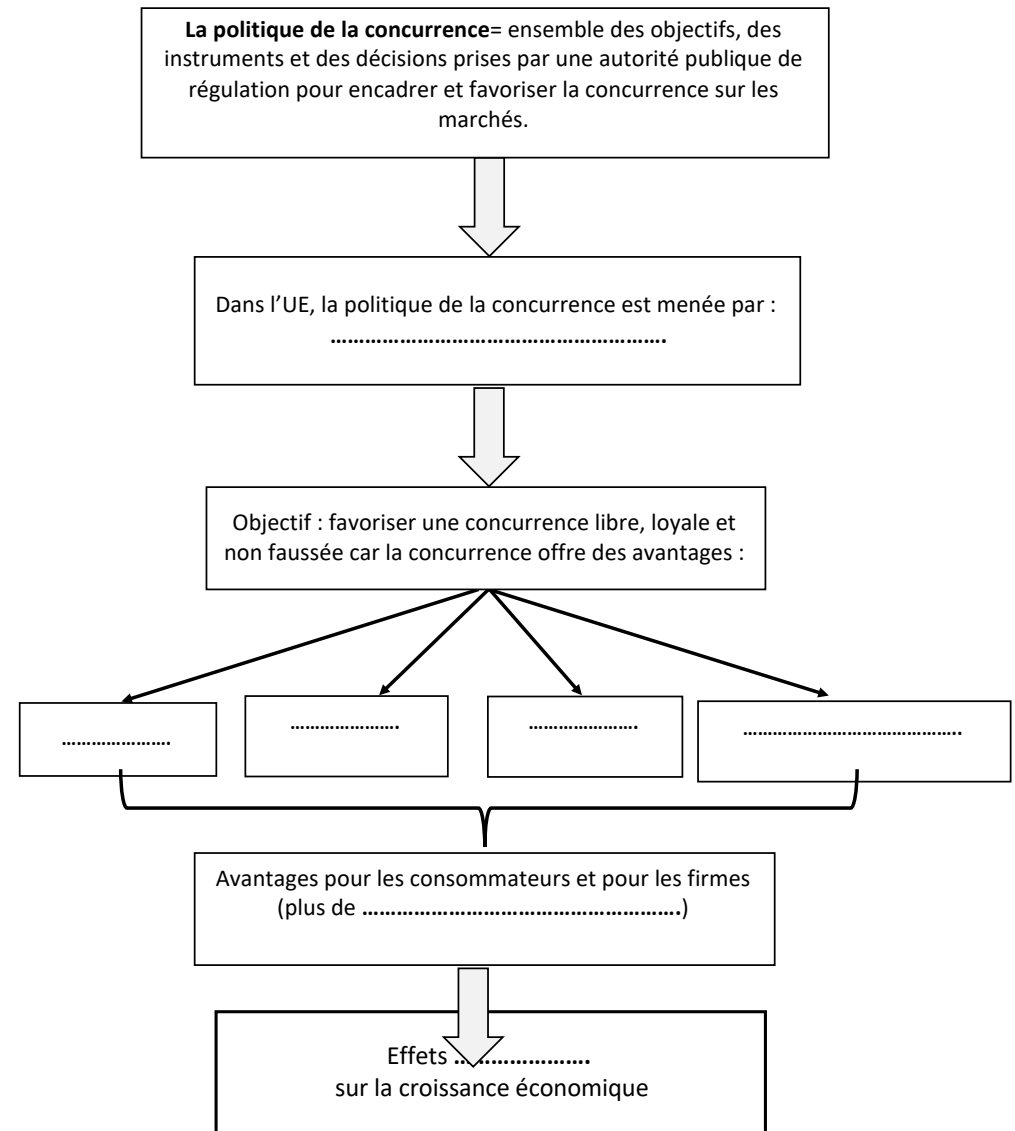 La politique de la concurrence= ensemble des objectifs, des
instruments et des décisions prises par une autorité publique de
régulation pour encadrer et favoriser la concurrence sur les
marchés.
Dans l’UE, la politique de la concurrence est menée par :
………………………………………………….
Objectif : favoriser une concurrence libre, loyale et
non faussée car la concurrence offre des avantages :
……………….
……………….
……………….
………………………………..
Avantages pour les consommateurs et pour les firmes
(plus de ……………………………………………….)
Effets ………………….
sur la croissance économique